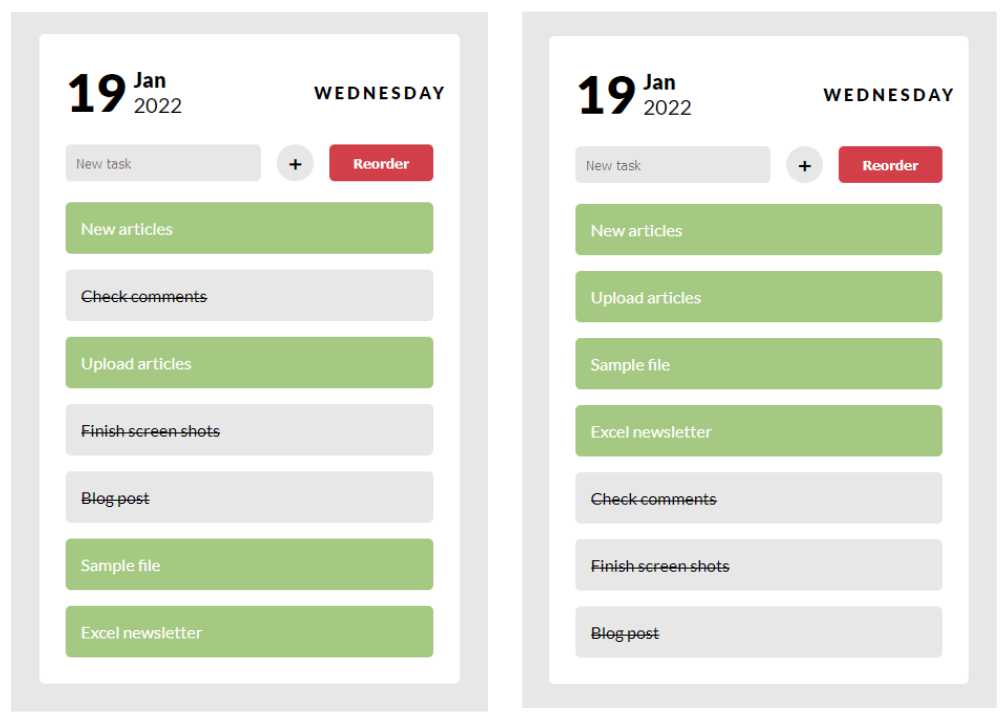 19 Jan
2022
WEDNESDAY
New task
+
Reorder
New articles
Check comments
Upload articles
Finish screen shots
Blog post
Sample file
Excel newsletter
19 Jan
2022
WEDNESDAY
New task
+
Reorder
New articles
Upload articles
Sample file
Excel newsletter
Check comments
Finish screen shots
Blog post